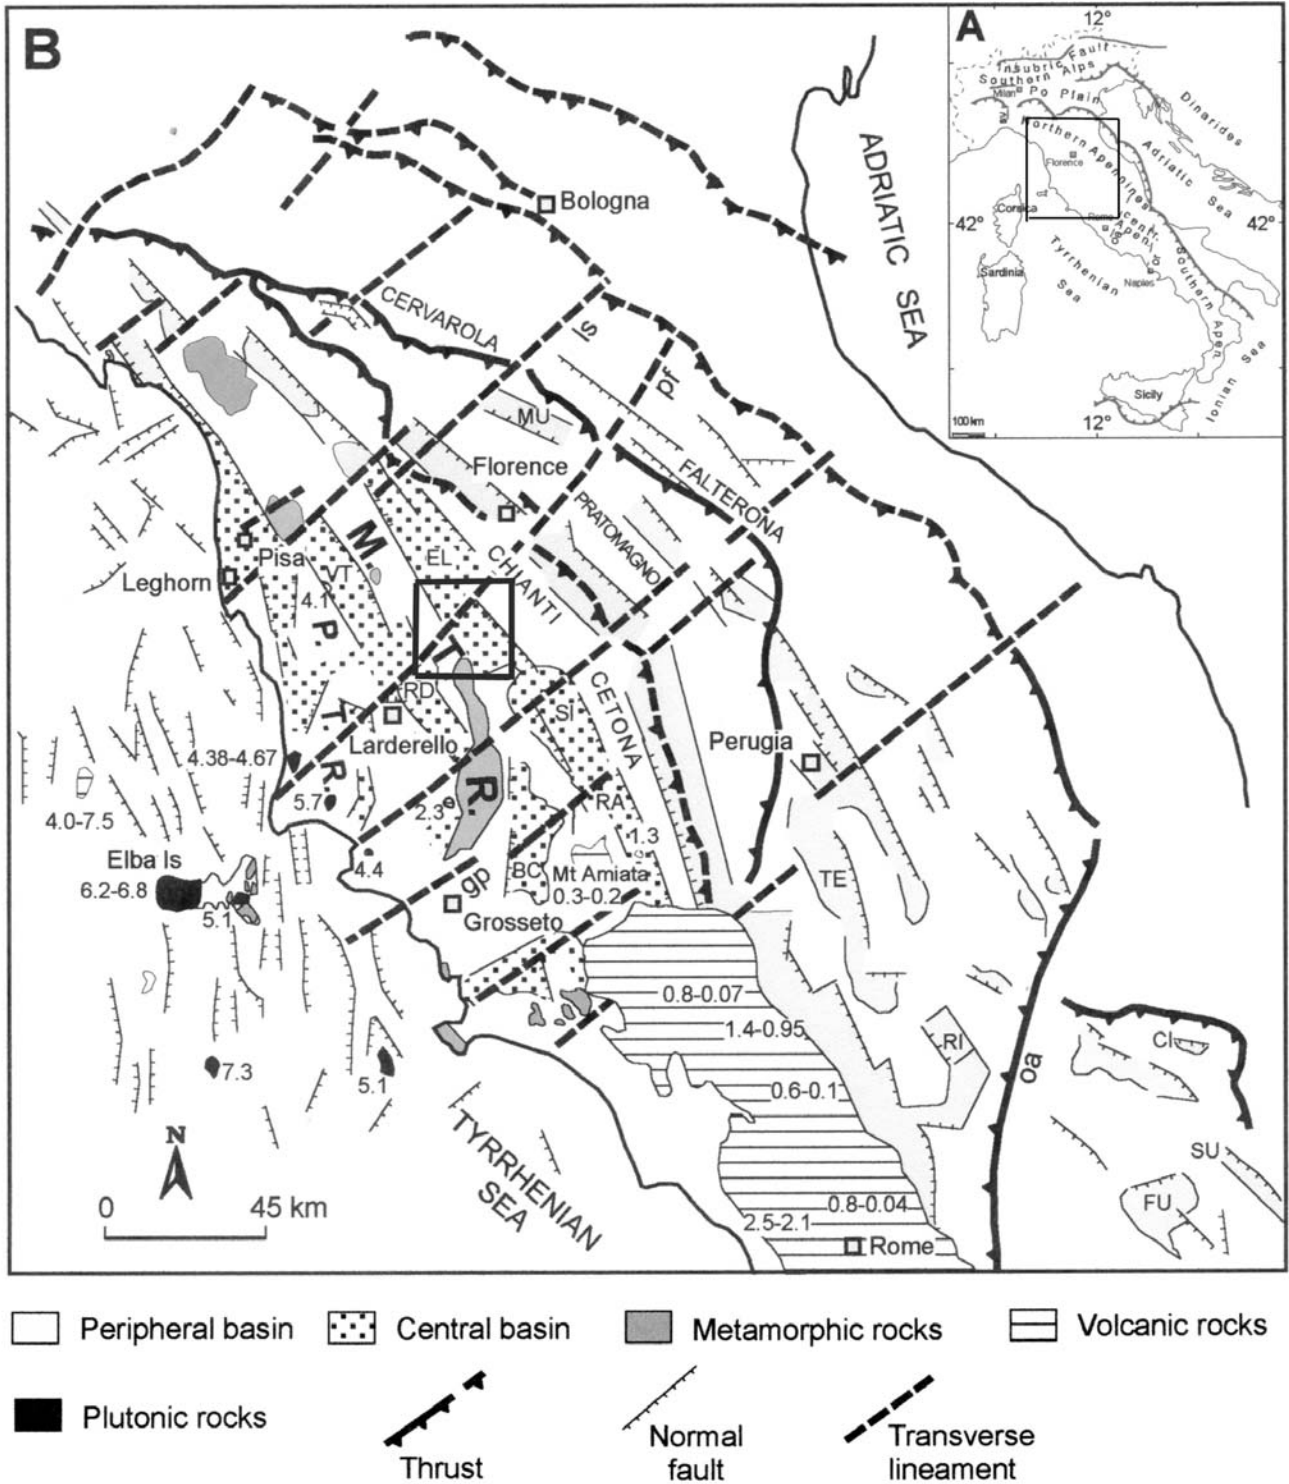 B
A
12°
Insubric Fault
Southern Alps
Milan
Po Plain
Dinarides
Northern Apennines
Adriatic
Sea
Florence
Corsica
42°
42°
Rome
centr.
Apen.
Tyrrhenian
Sea
Naples
Southern
Apen
Sardinia
Ionian Sea
Sicily
100 km
12°
ADRIATIC SEA
Bologna
CERVAROLA
ls
pf
MU
Florence
FALTERONA
PRATOMAGNO
M.
EL
CHIANTI
Pisa
Leghorn
VT
4.1
P
T
RD
CETONA
SI
T
Larderello
Perugia
4.38-4.67
R
5.7
2.3
R.
RA
4.0-7.5
1.3
Elba Is
4.4
gp
BC
Mt Amiata
TE
6.2-6.8
0.3-0.2
5.1
Grosseto
0.8-0.07
1.4-0.95
RI
CI
oa
7.3
5.1
0.6-0.1
TYRRHENIAN
SEA
N
SU
0
45 km
FU
0.8-0.04
2.5-2.1
Rome
Peripheral basin
Central basin
Metamorphic rocks
Volcanic rocks
Plutonic rocks
Thrust
Normal
fault
Transverse
lineament